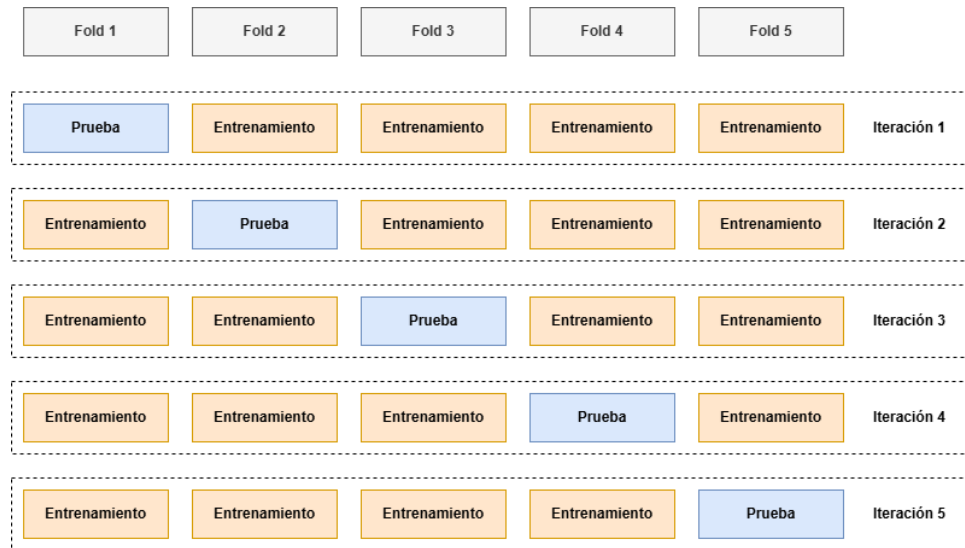 Fold 1 Fold 2 Fold 3 Fold 4 Fold 5
Prueba Entrenamiento Entrenamiento Entrenamiento Entrenamiento Iteración 1
Entrenamiento Prueba Entrenamiento Entrenamiento Entrenamiento Iteración 2
Entrenamiento Entrenamiento Prueba Entrenamiento Entrenamiento Iteración 3
Entrenamiento Entrenamiento Entrenamiento Prueba Entrenamiento Iteración 4
Entrenamiento Entrenamiento Entrenamiento Entrenamiento Prueba Iteración 5